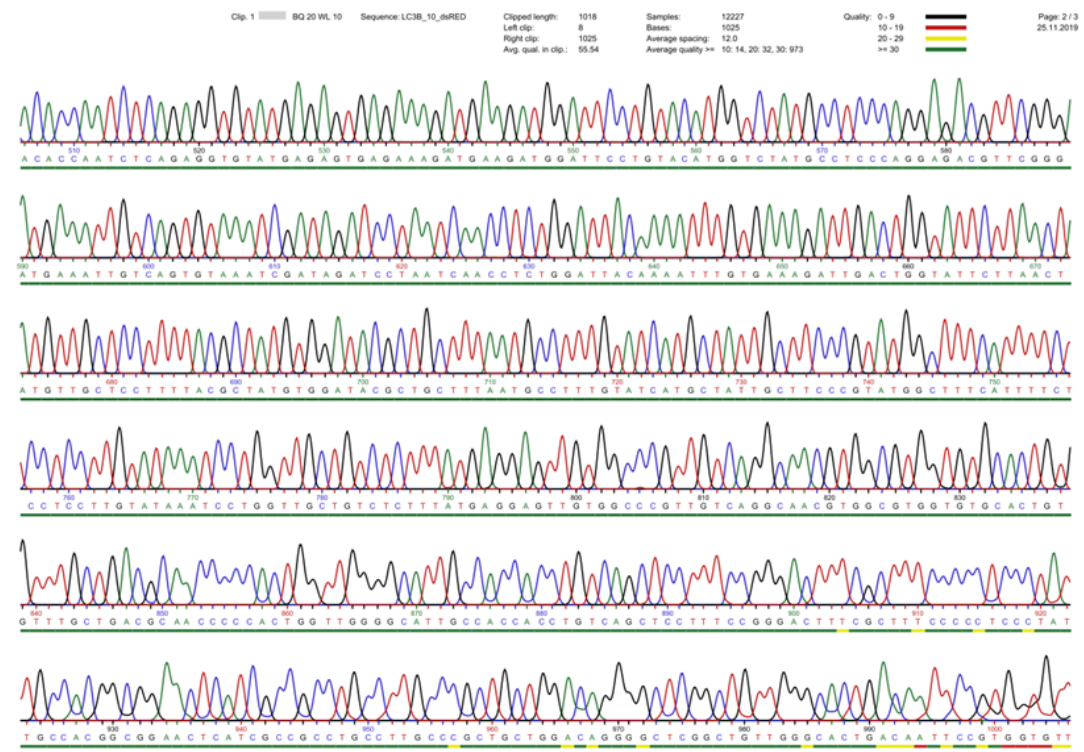 Clip. 1 BQ 20 WL 10 Sequence: LC3B_10_dsRED Clipped length: 1018 Samples: 12227 Quality: 0 - 9 Page: 2 / 3
Left clip: 8 Bases: 1025 10 - 19 25.11.2019
Right clip: 1025 Average spacing: 12.0 20 - 29
Avg. qual. in clip.: 55.54 Average quality >= 10: 14, 20: 32, 30: 973 >= 30
510 520 530 540 550 560 570 580
ACACCAATCTCAGAGGTGTATGAGAGTGAGAAAGATGAAGATGGATTCCTGTACATGGTCTATGCCTCCCAGGAGACGTTCGGG
590 600 610 620 630 640 650 660 670
ATGAAATTGTCAGTGTAAATCGATAGATCCTAATCAACCTCTGGATTACAAAATTTGTGAAAGATTGACTGGTATTCTTAACT
680 690 700 710 720 730 740 750
ATGTTGCTCCTTTTACGCTATGTGGATACGCTGCTTTAATGCCTTTGTATCATGCTATTGCTTCCCGTATGGCTTTCATTTTCT
760 770 780 790 800 810 820 830
CCTCCTTGTATAAATCCTGGTTGCTGTCTCTTTATGAGGAGTTGTGGCCCGTTGTCAGGCAACGTGGCGTGGTGTGCACTGT
840 850 860 870 880 890 900 910 920
GTTTGCTGACGCAACCCCCACTGGTTGGGGCATTGCCACCACCTGTCAGCTCCTTTCCGGGACTTTCGCTTTCCCCCTCCCTAT
930 940 950 960 970 980 990 1000
TGCCACGGCGGAACTCATCGCCGCCTGCCTTGCCCGCTGCTGGACAGGGGCTCGGCTGTTGGGCACTGACAATTCCGTGGTGTT